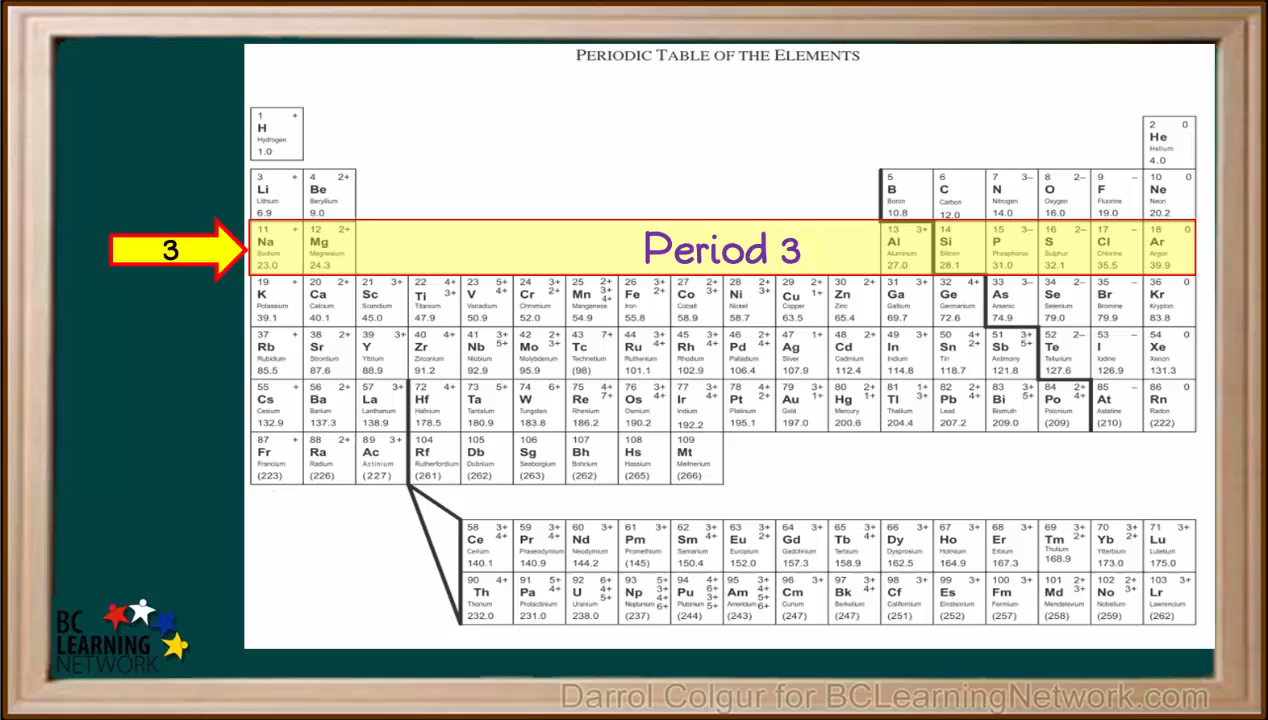 PERIODIC TABLE OF THE ELEMENTS
1 +
H
Hydrogen
1.0
2 0
He
Helium
4.0
3 + 4 2+ 5 6 7 3– 8 2– 9 – 10 0
Li Be B C N O F Ne
Lithium Beryllium Boron Carbon Nitrogen Oxygen Fluorine Neon
6.9 9.0 10.8 12.0 14.0 16.0 19.0 20.2
3
Period 3
11 + 12 2+ 13 3+ 14 15 3– 16 2– 17 – 18 0
Na Mg Al Si P S Cl Ar
Sodium Magnesium Aluminum Silicon Phosphorus Sulphur Chlorine Argon
23.0 24.3 27.0 28.1 31.0 32.1 35.5 39.9
19 + 20 2+ 21 3+ 22 4+ 23 5+ 24 3+ 25 2+ 26 3+ 27 2+ 28 2+ 29 2+ 30 2+ 31 3+ 32 4+ 33 3– 34 2– 35 – 36 0
K Ca Sc Ti 3+ V 4+ Cr 2+ Mn 3+ 4+ Fe 2+ Co 3+ Ni 3+ Cu 1+ Zn Ga Ge As Se Br Kr
Potassium Calcium Scandium Titanium Vanadium Chromium Manganese Iron Cobalt Nickel Copper Zinc Gallium Germanium Arsenic Selenium Bromine Krypton
39.1 40.1 45.0 47.9 50.9 52.0 54.9 55.8 58.9 58.7 63.5 65.4 69.7 72.6 74.9 79.0 79.9 83.8
37 + 38 2+ 39 3+ 40 4+ 41 3+ 42 2+ 43 7+ 44 3+ 45 3+ 46 2+ 47 1+ 48 2+ 49 3+ 50 4+ 51 3+ 52 2– 53 – 54 0
Rb Sr Y Zr Nb 5+ Mo 3+ Tc Ru 4+ Rh 4+ Pd 4+ Ag Cd In Sn 2+ Sb 5+ Te I Xe
Rubidium Strontium Yttrium Zirconium Niobium Molybdenum Technetium Ruthenium Rhodium Palladium Silver Cadmium Indium Tin Antimony Tellurium Iodine Xenon
85.5 87.6 88.9 91.2 92.9 95.9 (98) 101.1 102.9 106.4 107.9 112.4 114.8 118.7 121.8 127.6 126.9 131.3
55 + 56 2+ 57 3+ 72 4+ 73 5+ 74 6+ 75 4+ 76 3+ 77 3+ 78 4+ 79 3+ 80 2+ 81 1+ 82 2+ 83 3+ 84 2+ 85 – 86 0
Cs Ba La Hf Ta W Re 7+ Os 4+ Ir 4+ Pt 2+ Au 1+ Hg 1+ Tl 3+ Pb 4+ Bi 5+ Po 4+ At Rn
Cesium Barium Lanthanum Hafnium Tantalum Tungsten Rhenium Osmium Iridium Platinum Gold Mercury Thallium Lead Bismuth Polonium Astatine Radon
132.9 137.3 138.9 178.5 180.9 183.8 186.2 190.2 192.2 195.1 197.0 200.6 204.4 207.2 209.0 (209) (210) (222)
87 + 88 2+ 89 3+ 104 105 106 107 108 109
Fr Ra Ac Rf Db Sg Bh Hs Mt
Francium Radium Actinium Rutherfordium Dubnium Seaborgium Bohrium Hassium Meitnerium
(223) (226) (227) (261) (262) (263) (262) (265) (266)
58 3+ 59 3+ 60 3+ 61 3+ 62 3+ 63 3+ 64 3+ 65 3+ 66 3+ 67 3+ 68 3+ 69 3+ 70 3+ 71 3+
Ce 4+ Pr 4+ Nd Pm Sm 2+ Eu 2+ Gd Tb 4+ Dy Ho Er Tm 2+ Yb 2+ Lu
Cerium Praseodymium Neodymium Promethium Samarium Europium Gadolinium Terbium Dysprosium Holmium Erbium Thulium Ytterbium Lutetium
140.1 140.9 144.2 (145) 150.4 152.0 157.3 158.9 162.5 164.9 167.3 168.9 173.0 175.0
90 4+ 91 5+ 92 6+ 93 5+ 94 4+ 95 3+ 96 3+ 97 3+ 98 3+ 99 3+ 100 3+ 101 2+ 102 2+ 103 3+
Th Pa 4+ U 4+ 5+ Np 3+ 4+ 6+ Pu 6+ 3+ 5+ Am 4+ 5+ 6+ Cm Bk 4+ Cf Es Fm Md 3+ No 3+ Lr
Thorium Protactinium Uranium Neptunium Plutonium Americium Curium Berkelium Californium Einsteinium Fermium Mendelevium Nobelium Lawrencium
232.0 231.0 238.0 (237) (244) (243) (247) (247) (251) (252) (257) (258) (259) (262)
BC
LEARNING
NETWORK
Darrol Colgur for BCLearningNetwork.com